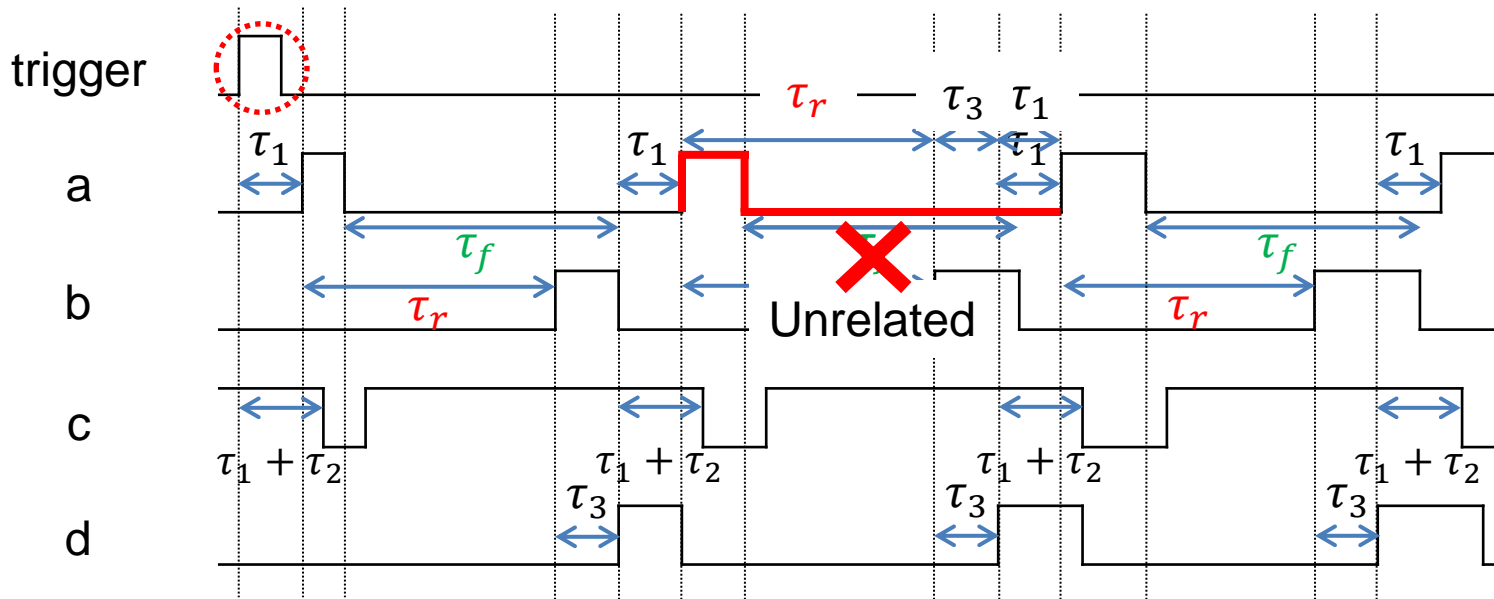 trigger
τ_r τ_3 τ_1
τ_1 τ_1 τ_1 τ_1
a
τ_f τ_f
b
τ_r Unrelated τ_r
c
τ_1 + τ_2 τ_1 + τ_2 τ_1 + τ_2 τ_1 + τ_2
τ_3 τ_3 τ_3
d